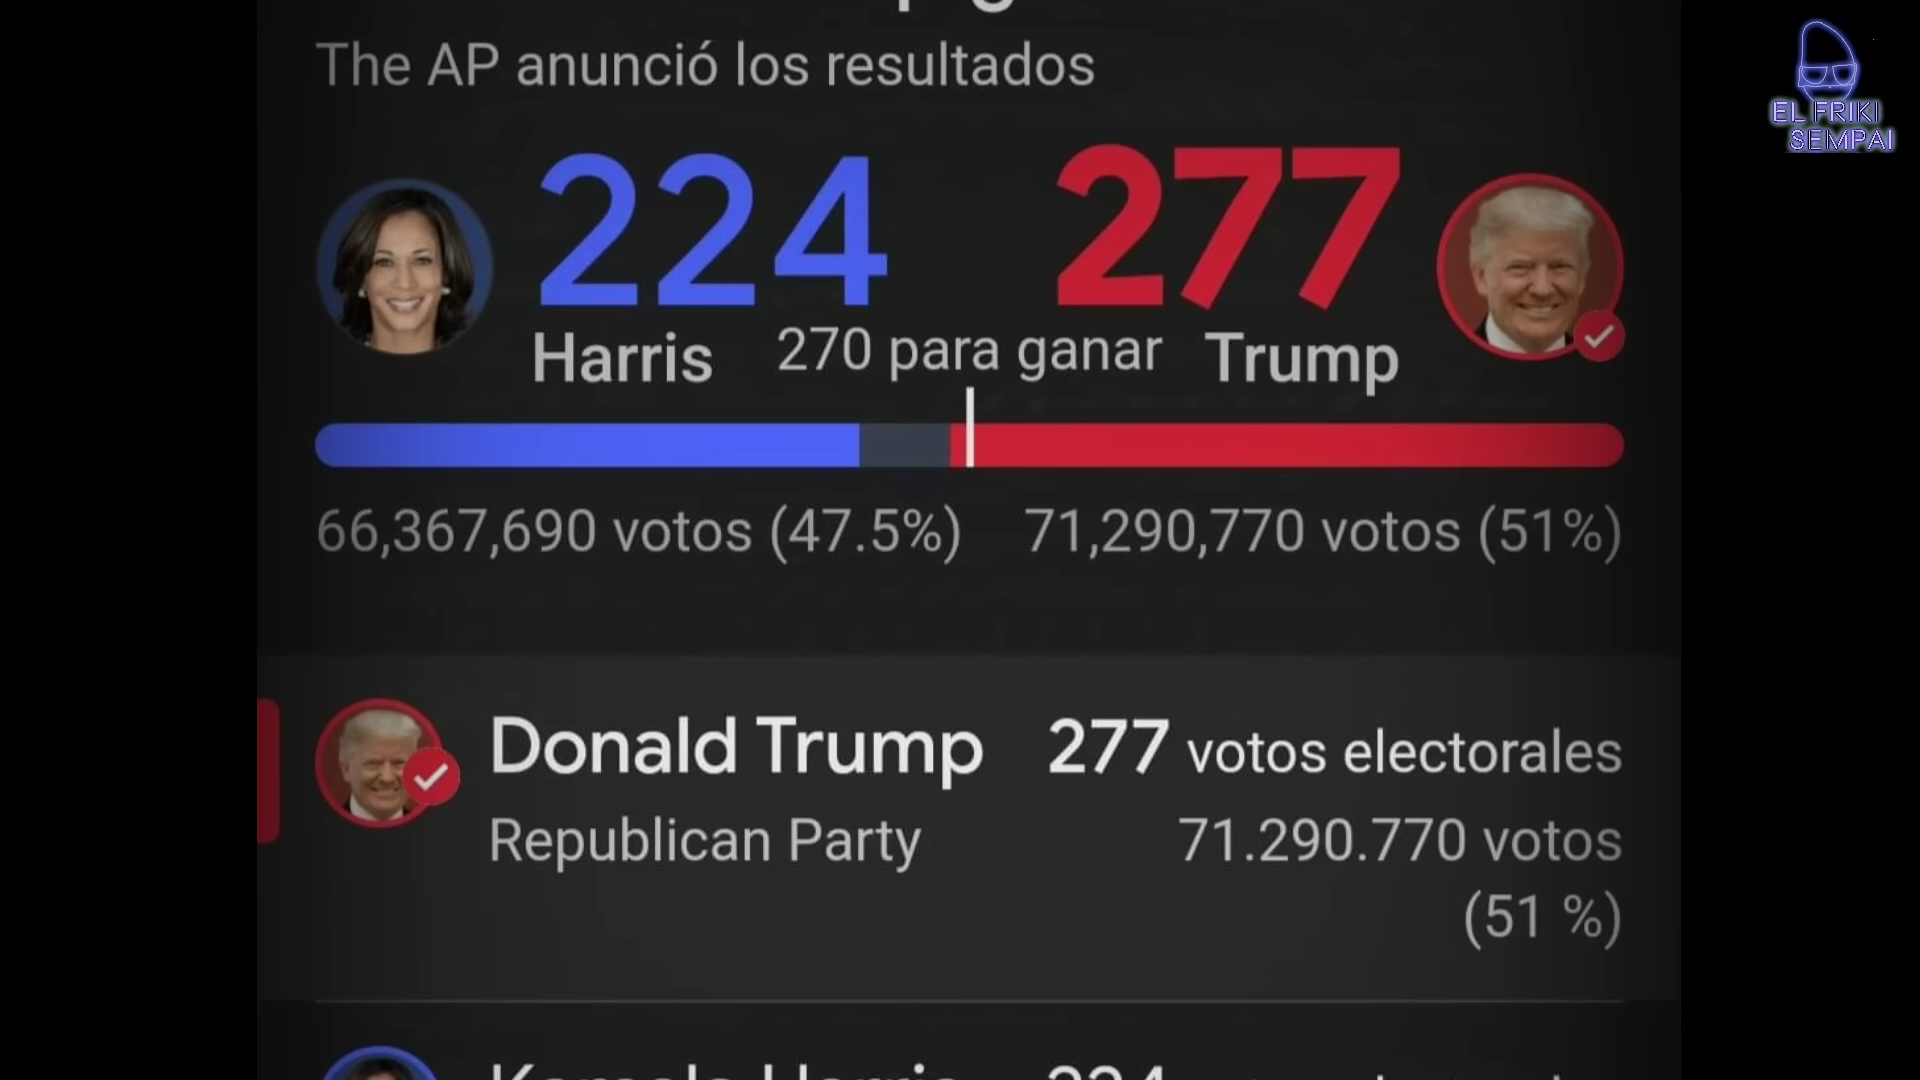 The AP anunció los resultados
224 277
Harris 270 para ganar Trump
66,367,690 votos (47.5%) 71,290,770 votos (51%)
Donald Trump 277 votos electorales
Republican Party 71.290.770 votos
(51 %)
EL FRIKI
SEMPAI